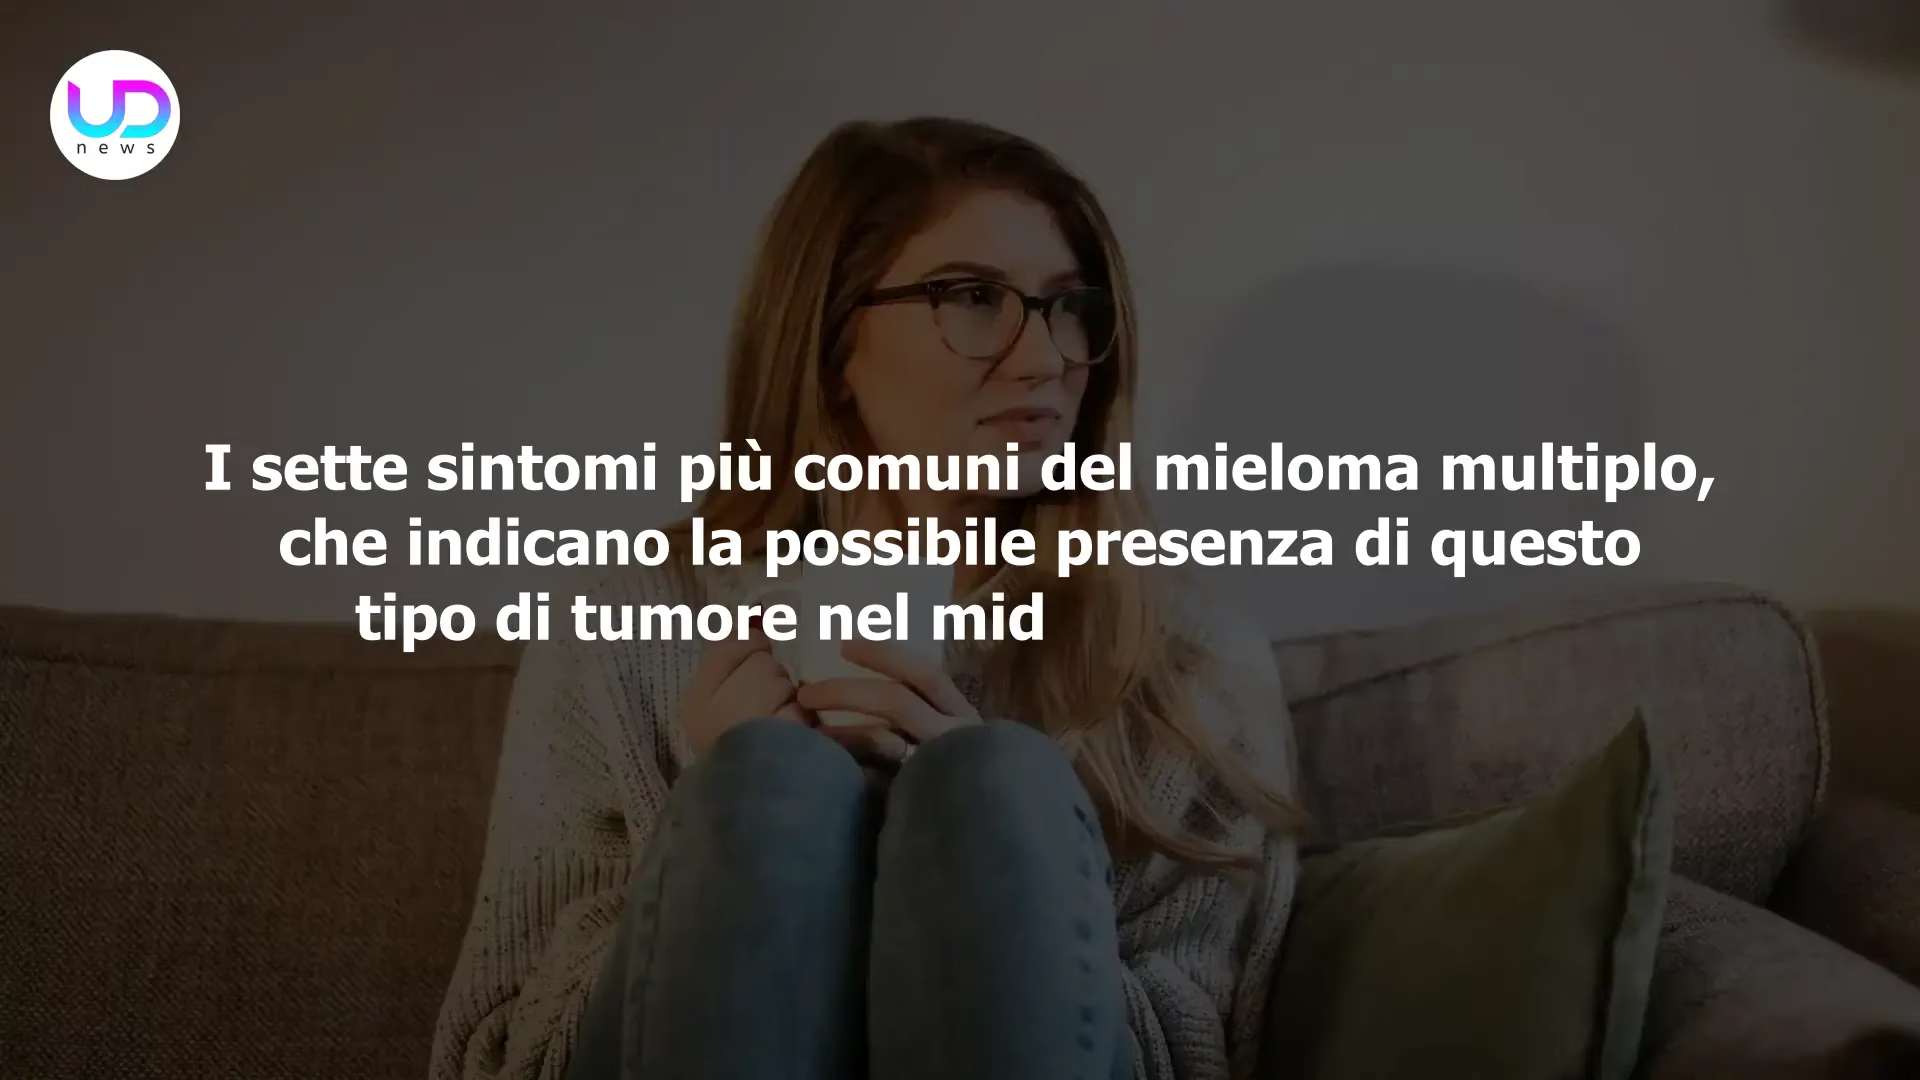 UD
news
I sette sintomi più comuni del mieloma multiplo,
che indicano la possibile presenza di questo
tipo di tumore nel mid